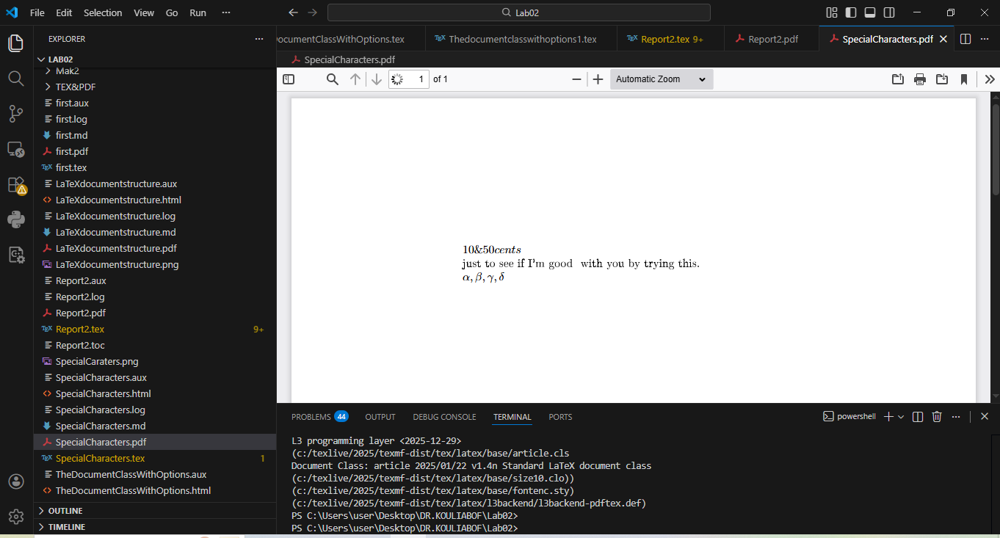 File Edit Selection View Go Run ··· Lab02
EXPLORER ···
LAB02
Mak2
TEX&PDF
first.aux
first.log
first.md
first.pdf
first.tex
LaTeXdocumentstructure.aux
LaTeXdocumentstructure.html
LaTeXdocumentstructure.log
LaTeXdocumentstructure.md
LaTeXdocumentstructure.pdf
LaTeXdocumentstructure.png
Report2.aux
Report2.log
Report2.pdf
Report2.tex 9+
Report2.toc
SpecialCaraters.png
SpecialCharacters.aux
SpecialCharacters.html
SpecialCharacters.log
SpecialCharacters.md
SpecialCharacters.pdf
SpecialCharacters.tex 1
TheDocumentClassWithOptions.aux
TheDocumentClassWithOptions.html
OUTLINE
TIMELINE
ocumentClassWithOptions.tex Thedocumentclasswithoptions1.tex Report2.tex 9+ Report2.pdf SpecialCharacters.pdf
SpecialCharacters.pdf
1 of 1 Automatic Zoom
10&50cents
just to see if I'm good with you by trying this.
α, β, γ, δ
PROBLEMS 44 OUTPUT DEBUG CONSOLE TERMINAL PORTS powershell
L3 programming layer <2025-12-29>
(c:/texlive/2025/texmf-dist/tex/latex/base/article.cls
Document Class: article 2025/01/22 v1.4n Standard LaTeX document class
(c:/texlive/2025/texmf-dist/tex/latex/base/size10.clo))
(c:/texlive/2025/texmf-dist/tex/latex/base/fontenc.sty)
(c:/texlive/2025/texmf-dist/tex/latex/l3backend/l3backend-pdftex.def)
PS C:\Users\user\Desktop\DR.KOULIABOF\Lab02>
PS C:\Users\user\Desktop\DR.KOULIABOF\Lab02>